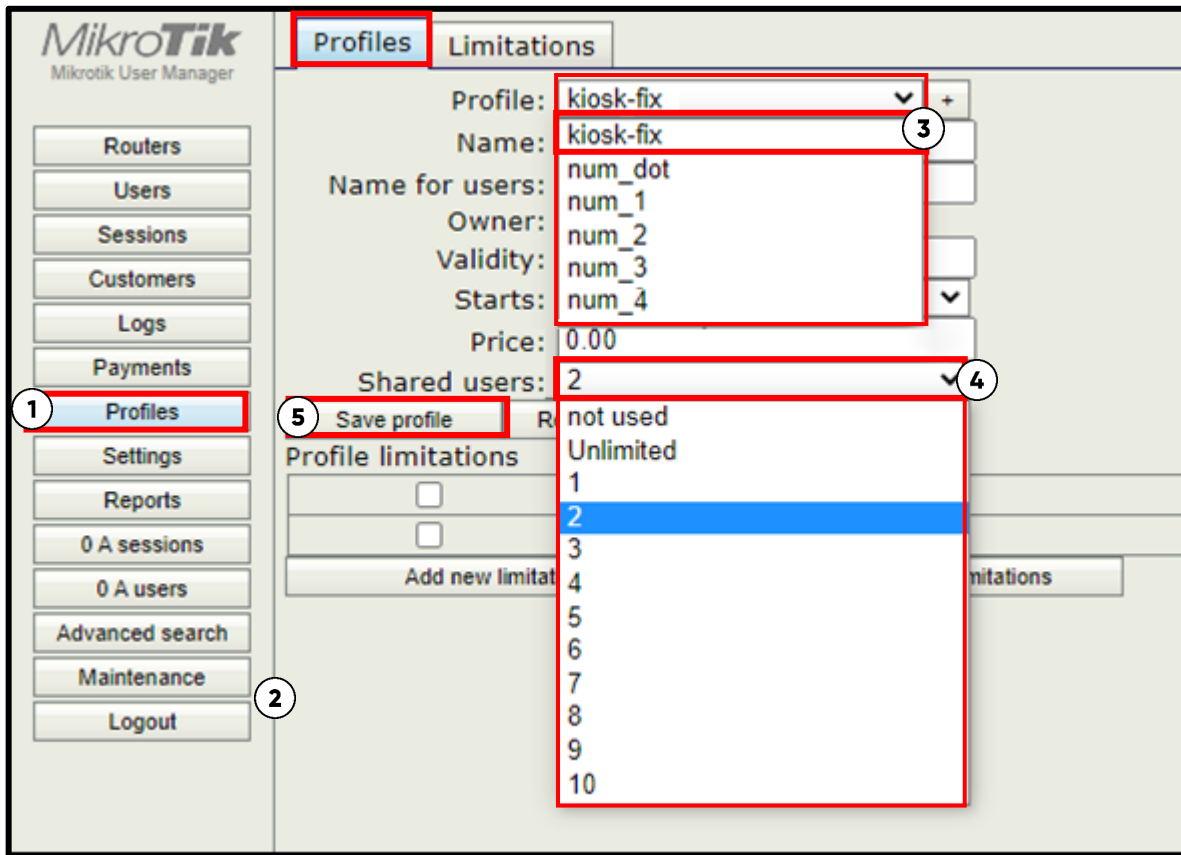 MikroTik
Mikrotik User Manager
Routers
Users
Sessions
Customers
Logs
Payments
1
Profiles
Settings
Reports
0 A sessions
0 A users
Advanced search
Maintenance
2
Logout
Profiles
Limitations
Profile: kiosk-fix +
3
Name: kiosk-fix
num_dot
Name for users:
num_1
Owner:
num_2
Validity:
num_3
Starts: num_4
Price: 0.00
Shared users: 2
4
5
Save profile
not used
Unlimited
Profile limitations
1
2
3
Add new
4
5
6
7
8
9
10